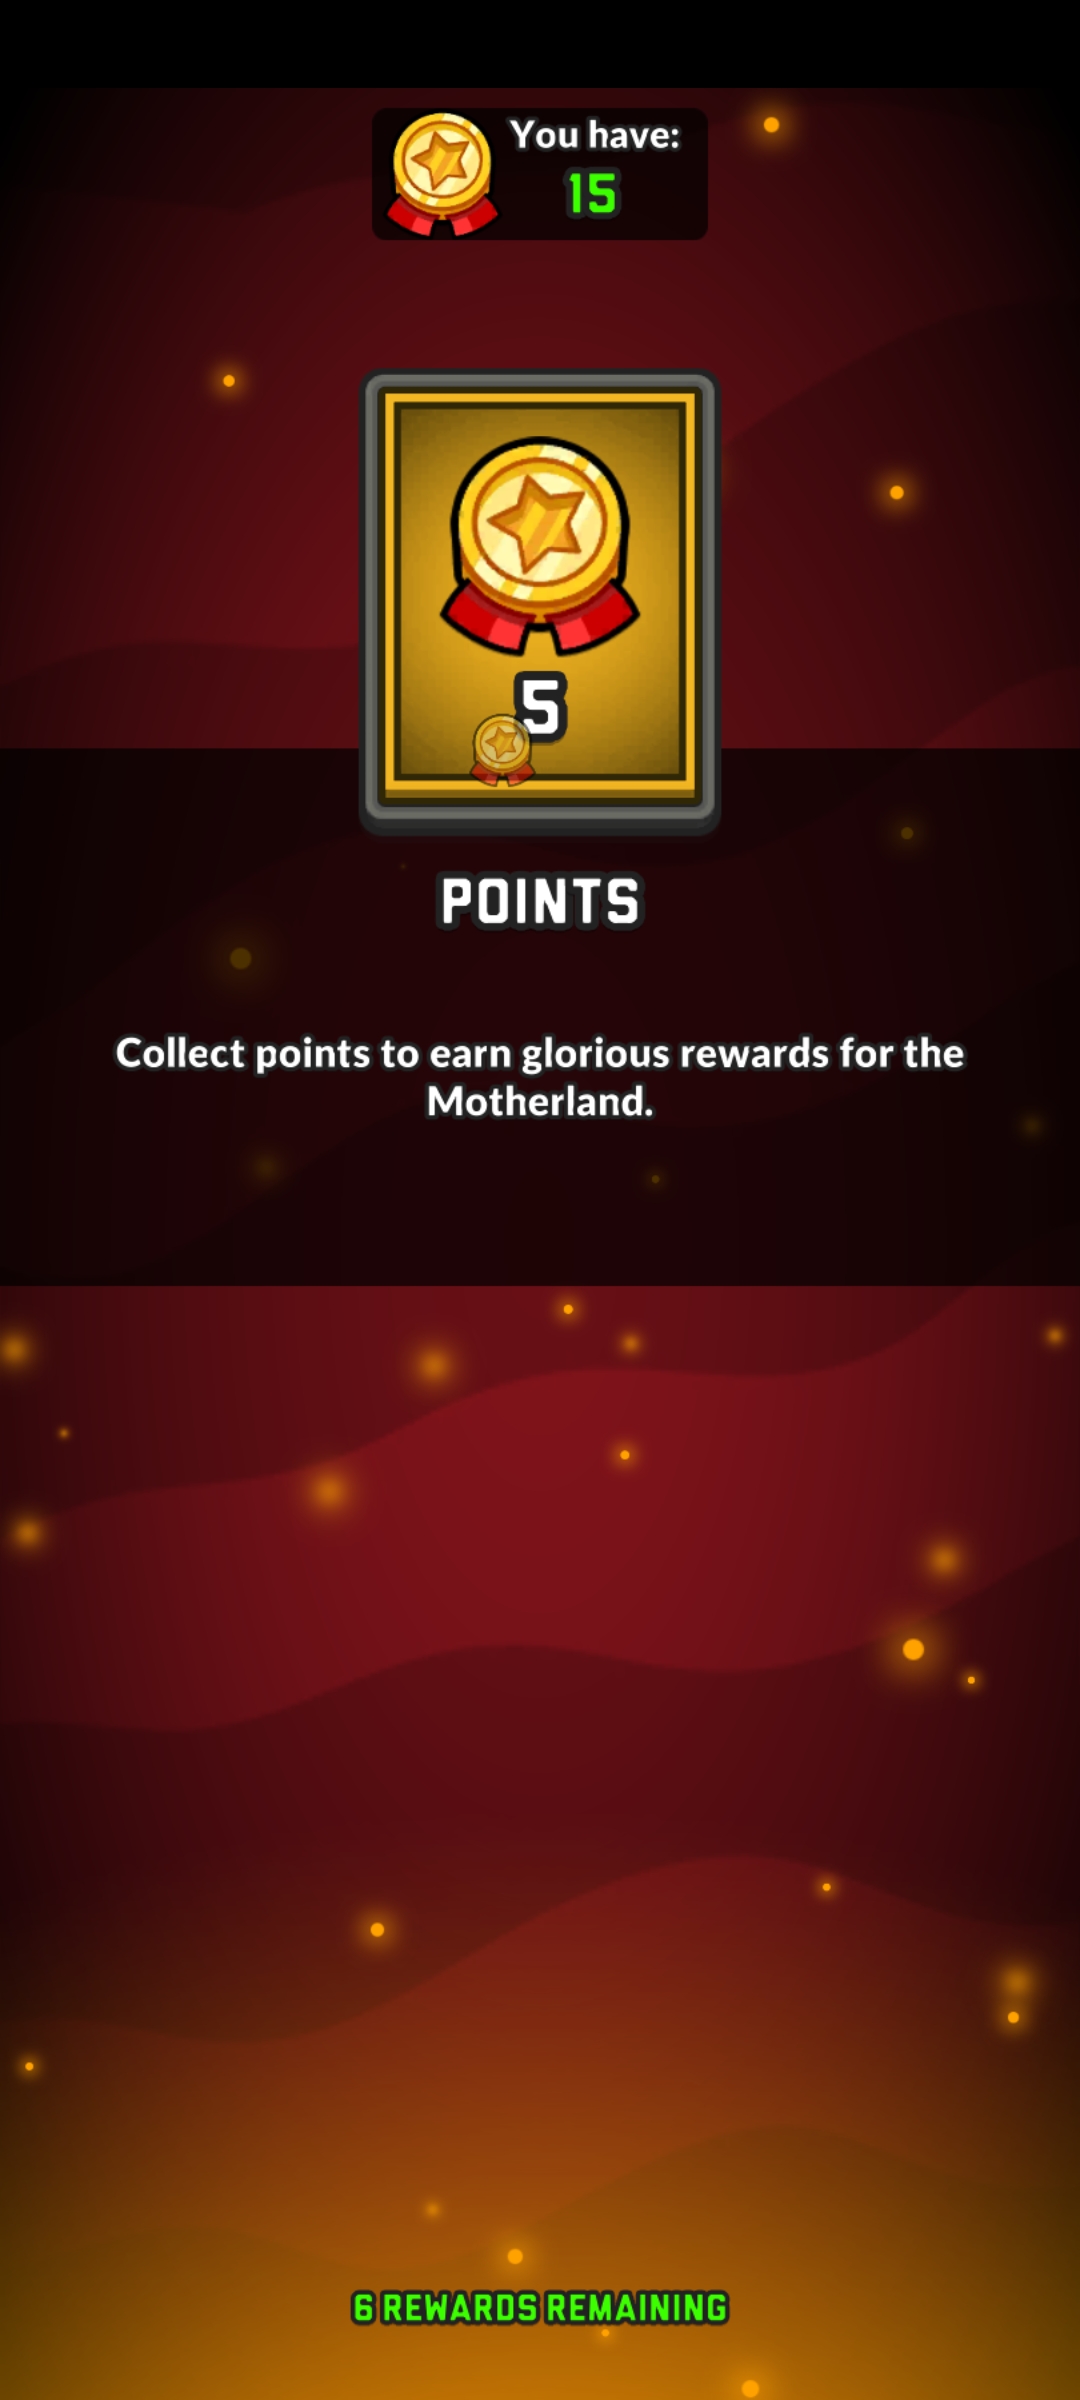 You have:
15
5
POINTS
Collect points to earn glorious rewards for the
Motherland.
6 REWARDS REMAINING